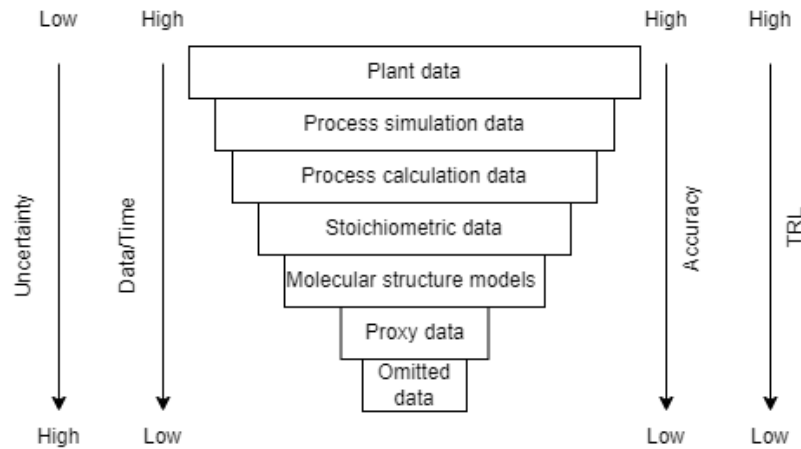 Low
High
High
High
Plant data
Process simulation data
Process calculation data
Stoichiometric data
Molecular structure models
Proxy data
Omitted
data
Uncertainty
Data/Time
Accuracy
TRL
High
Low
Low
Low